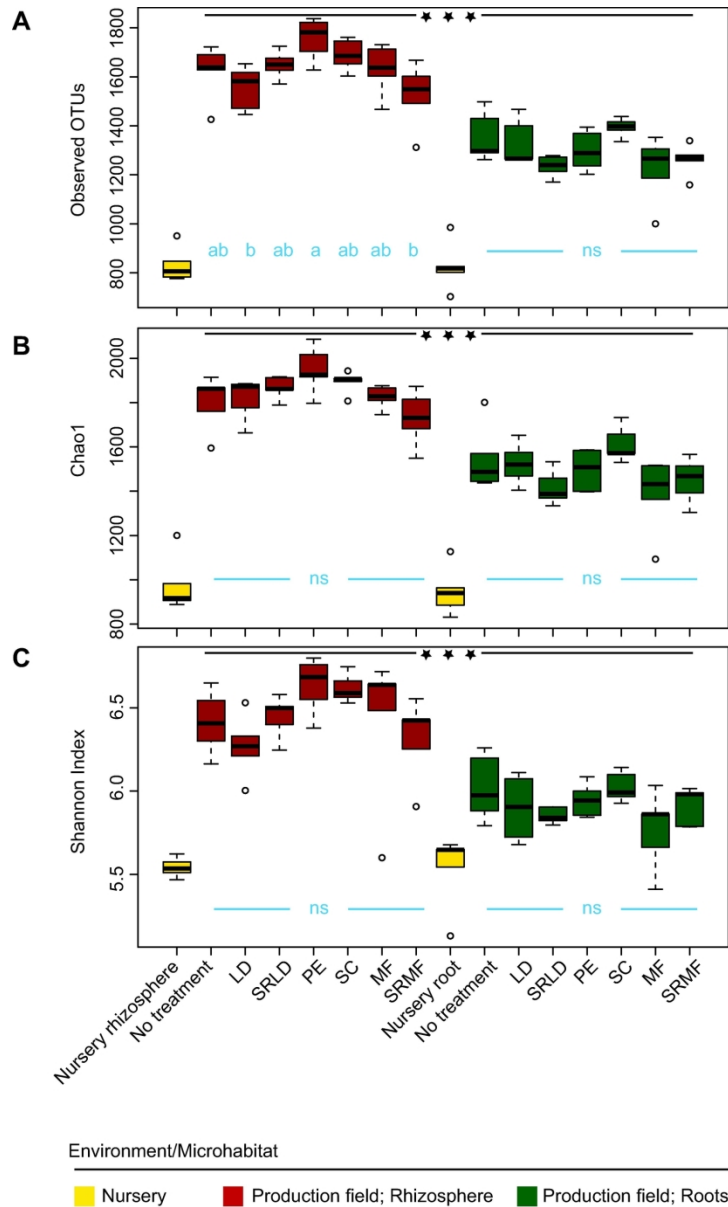 A
Observed OTUs
1800
1600
1400
1200
1000
800
ab b ab a ab ab b
ns
B
Chao1
2000
1600
1200
800
ns
ns
C
Shannon Index
6.5
6.0
5.5
ns
ns
Nursery rhizosphere
No treatment
LD
SRLD
PE
SC
MF
SRMF
Nursery root
No treatment
LD
SRLD
PE
SC
MF
SRMF
Environment/Microhabitat
Nursery Production field; Rhizosphere Production field; Roots